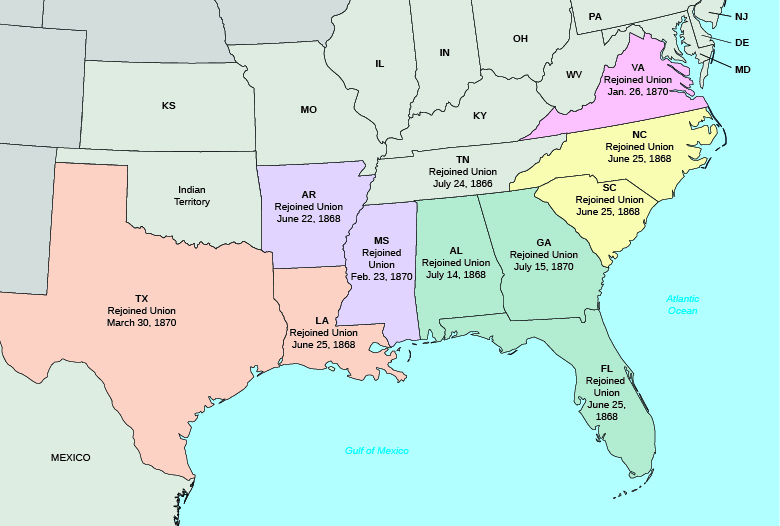 PA
NJ
OH
DE
IL
IN
MD
VA
Rejoined Union
Jan. 26, 1870
WV
KS
MO
KY
NC
Rejoined Union
June 25, 1868
TN
Rejoined Union
July 24, 1866
Indian
Territory
AR
Rejoined Union
June 22, 1868
SC
Rejoined Union
June 25, 1868
MS
Rejoined
Union
Feb. 23, 1870
AL
Rejoined Union
July 14, 1868
GA
Rejoined Union
July 15, 1870
TX
Rejoined Union
March 30, 1870
LA
Rejoined Union
June 25, 1868
Atlantic
Ocean
FL
Rejoined
Union
June 25,
1868
Gulf of Mexico
MEXICO